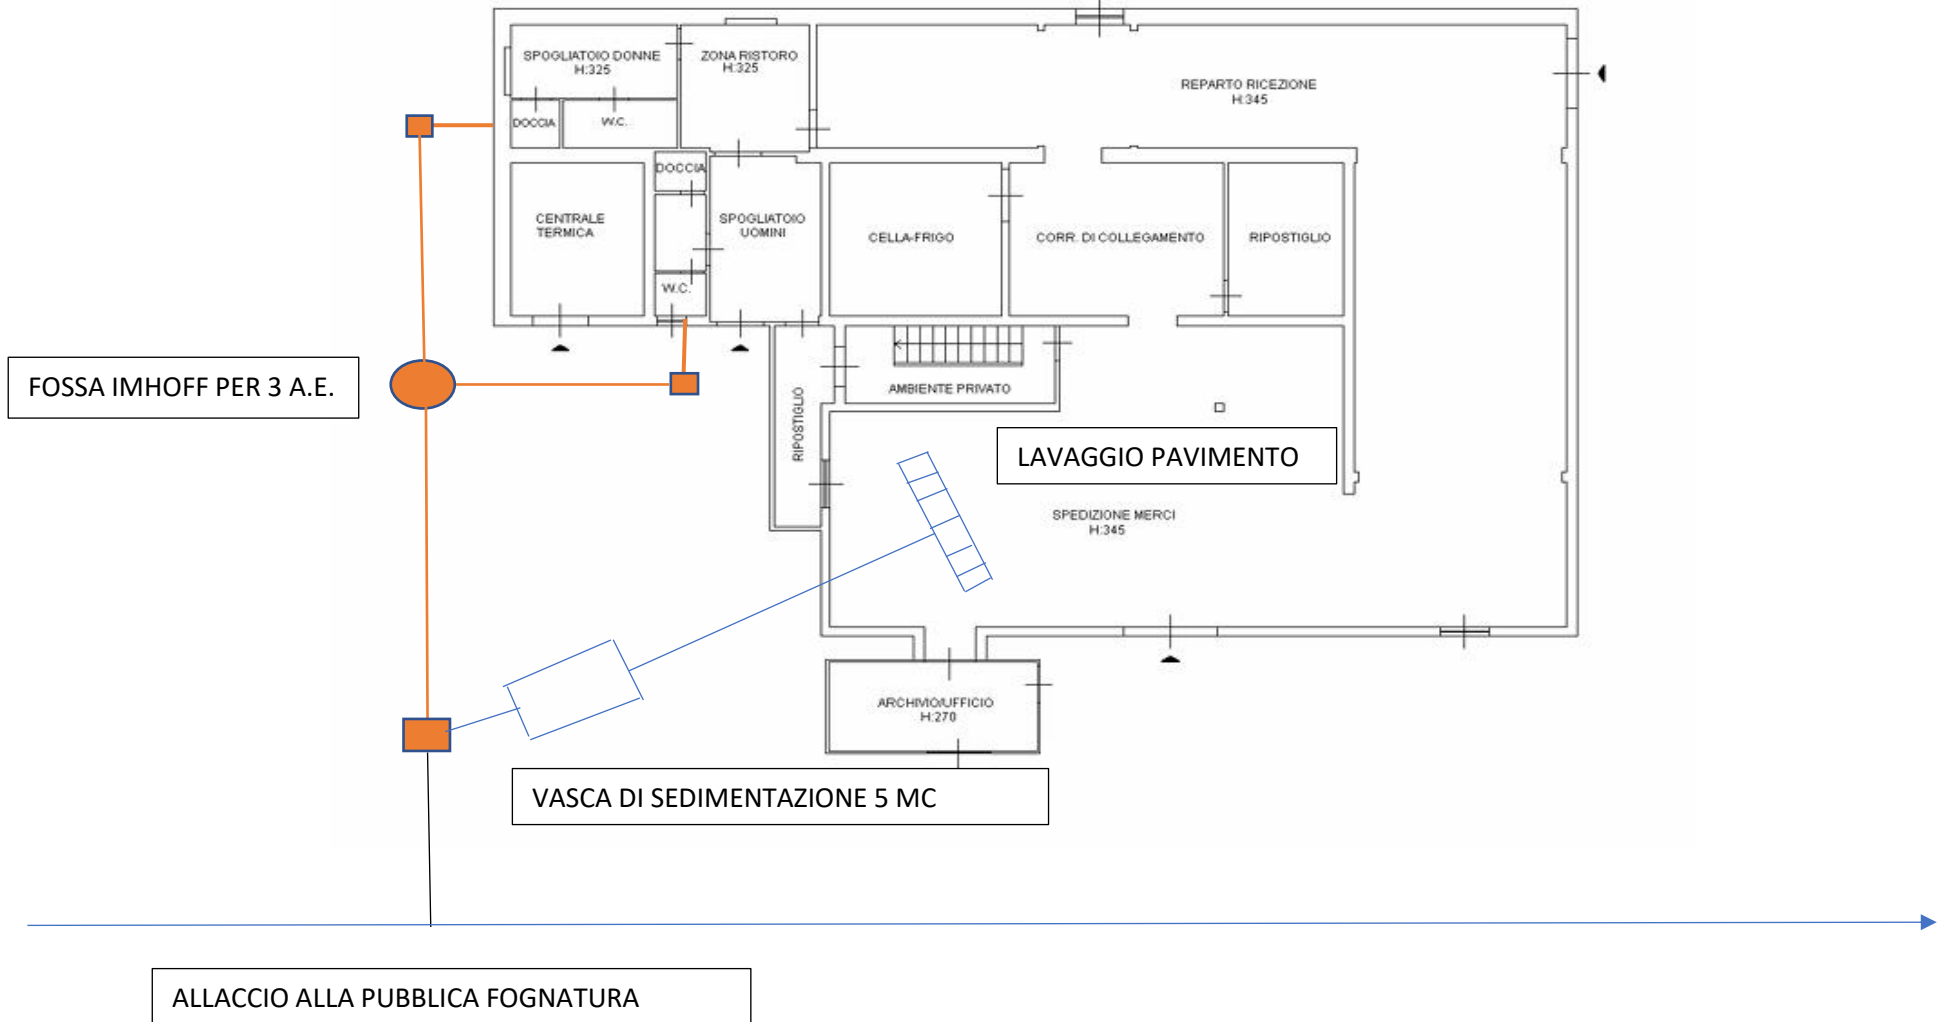 SPOGLIATOIO DONNE
H:325
ZONA RISTORO
H:325
REPARTO RICEZIONE
H:345
DOCCIA
W.C.
DOCCIA
CENTRALE
TERMICA
SPOGLIATOIO
UOMINI
CELLA-FRIGO
CORR. DI COLLEGAMENTO
RIPOSTIGLIO
W.C.
FOSSA IMHOFF PER 3 A.E.
AMBIENTE PRIVATO
RIPOSTIGLIO
LAVAGGIO PAVIMENTO
SPEDIZIONE MERCI
H:345
ARCHIVIO/UFFICIO
H:270
VASCA DI SEDIMENTAZIONE 5 MC
ALLACCIO ALLA PUBBLICA FOGNATURA